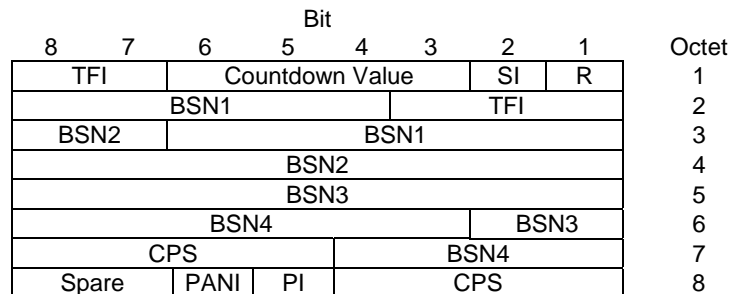 Bit
8 7 6 5 4 3 2 1 Octet
TFI Countdown Value SI R 1
BSN1 TFI 2
BSN2 BSN1 3
BSN2 4
BSN3 5
BSN4 BSN3 6
CPS BSN4 7
Spare PANI PI CPS 8